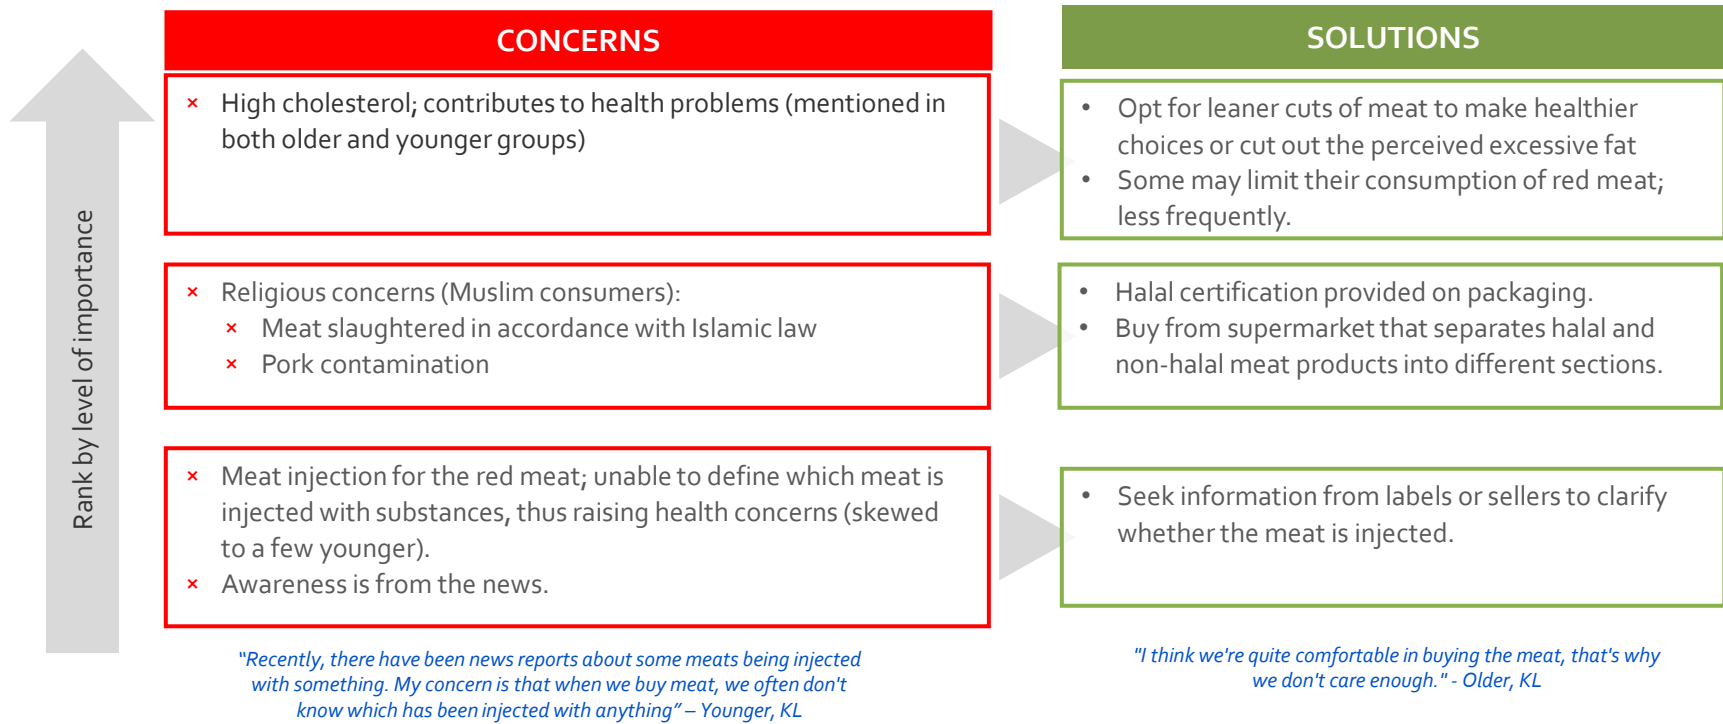 CONCERNS
SOLUTIONS
Rank by level of importance
× High cholesterol; contributes to health problems (mentioned in
both older and younger groups)
• Opt for leaner cuts of meat to make healthier
choices or cut out the perceived excessive fat
• Some may limit their consumption of red meat;
less frequently.
× Religious concerns (Muslim consumers):
× Meat slaughtered in accordance with Islamic law
× Pork contamination
• Halal certification provided on packaging.
• Buy from supermarket that separates halal and
non-halal meat products into different sections.
× Meat injection for the red meat; unable to define which meat is
injected with substances, thus raising health concerns (skewed
to a few younger).
× Awareness is from the news.
• Seek information from labels or sellers to clarify
whether the meat is injected.
"Recently, there have been news reports about some meats being injected
with something. My concern is that when we buy meat, we often don't
know which has been injected with anything” – Younger, KL
"I think we're quite comfortable in buying the meat, that's why
we don't care enough." - Older, KL